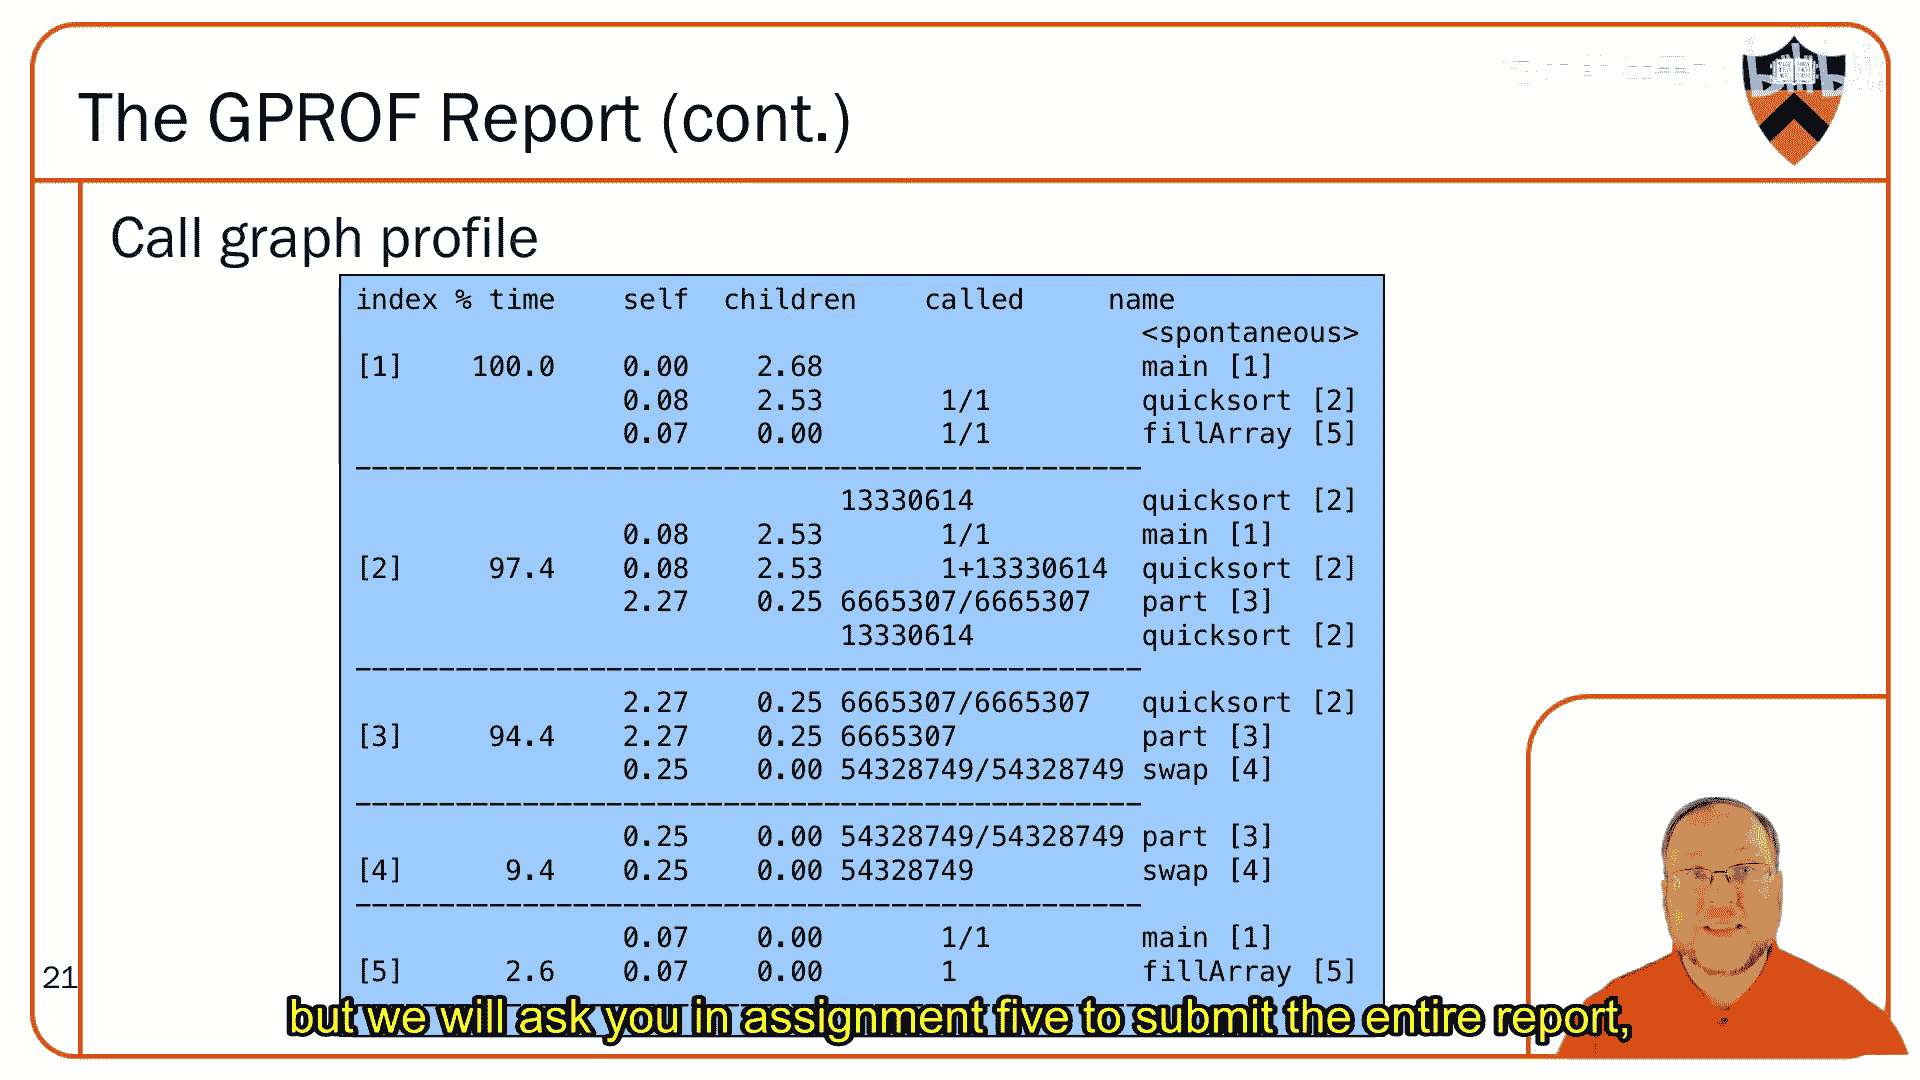 The GPROF Report (cont.)
Call graph profile
index % time    self  children    called     name
                                               <spontaneous>
[1]    100.0    0.00    2.68                   main [1]
                0.08    2.53       1/1         quicksort [2]
                0.07    0.00       1/1         fillArray [5]
-----------------------------------------------
                             13330614          quicksort [2]
                0.08    2.53       1/1         main [1]
[2]     97.4    0.08    2.53       1+13330614  quicksort [2]
                2.27    0.25 6665307/6665307   part [3]
                             13330614          quicksort [2]
-----------------------------------------------
                2.27    0.25 6665307/6665307   quicksort [2]
[3]     94.4    2.27    0.25 6665307           part [3]
                0.25    0.00 54328749/54328749 swap [4]
-----------------------------------------------
                0.25    0.00 54328749/54328749 part [3]
[4]      9.4    0.25    0.00 54328749          swap [4]
-----------------------------------------------
                0.07    0.00       1/1         main [1]
[5]      2.6    0.07    0.00       1           fillArray [5]
21
but we will ask you in assignment five to submit the entire report,